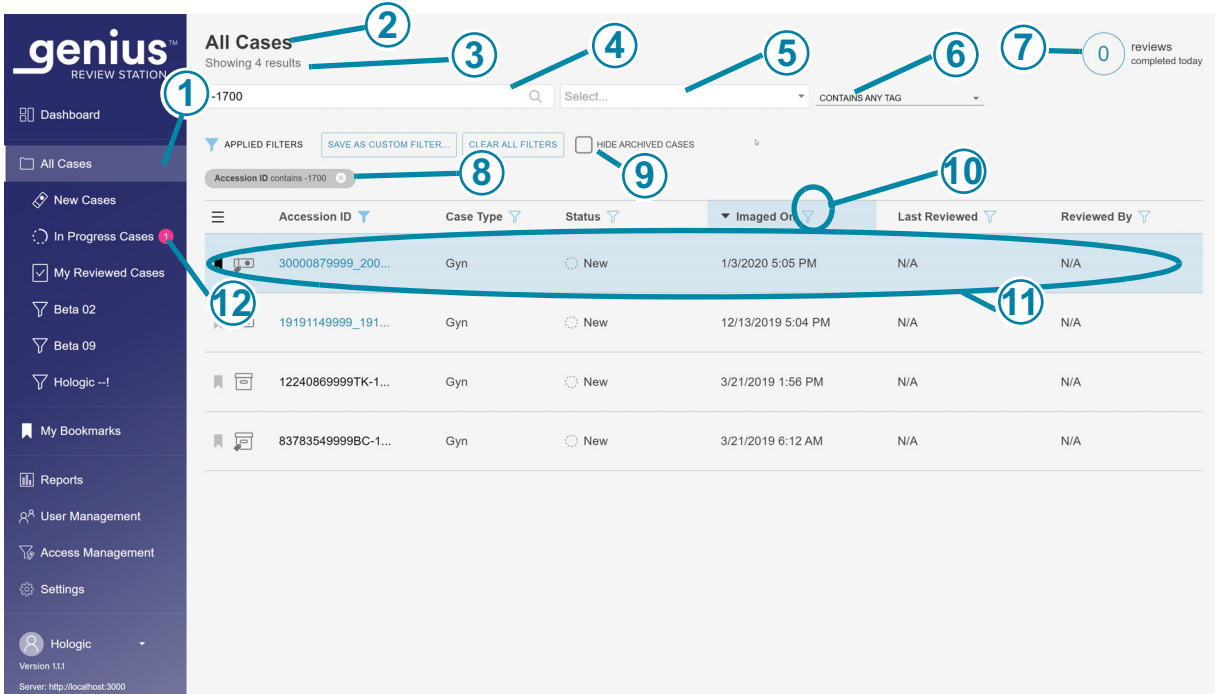 genius™
REVIEW STATION
Dashboard
All Cases
New Cases
In Progress Cases 1
My Reviewed Cases
Beta 02
Beta 09
Hologic --!
My Bookmarks
Reports
User Management
Access Management
Settings
Hologic
Version 1.1.1
Server: http://localhost:3000
All Cases
Showing 4 results
-1700
Select...
CONTAINS ANY TAG
0 reviews
completed today
APPLIED FILTERS SAVE AS CUSTOM FILTER... CLEAR ALL FILTERS HIDE ARCHIVED CASES
Accession ID contains -1700
Accession ID Case Type Status Imaged On Last Reviewed Reviewed By
30000879999_200... Gyn New 1/3/2020 5:05 PM N/A N/A
19191149999_191... Gyn New 12/13/2019 5:04 PM N/A N/A
12240869999TK-1... Gyn New 3/21/2019 1:56 PM N/A N/A
83783549999BC-1... Gyn New 3/21/2019 6:12 AM N/A N/A
1
2
3
4
5
6
7
8
9
10
11
12